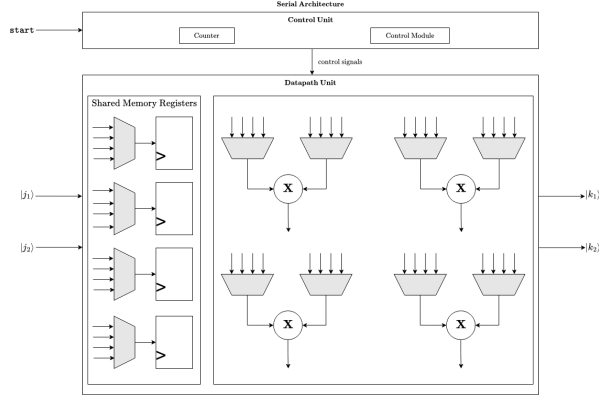 Serial Architecture
Control Unit
start
Counter
Control Module
control signals
Datapath Unit
Shared Memory Registers
>
X
X
|j₁⟩
>
|k₁⟩
|j₂⟩
>
|k₂⟩
X
X
>